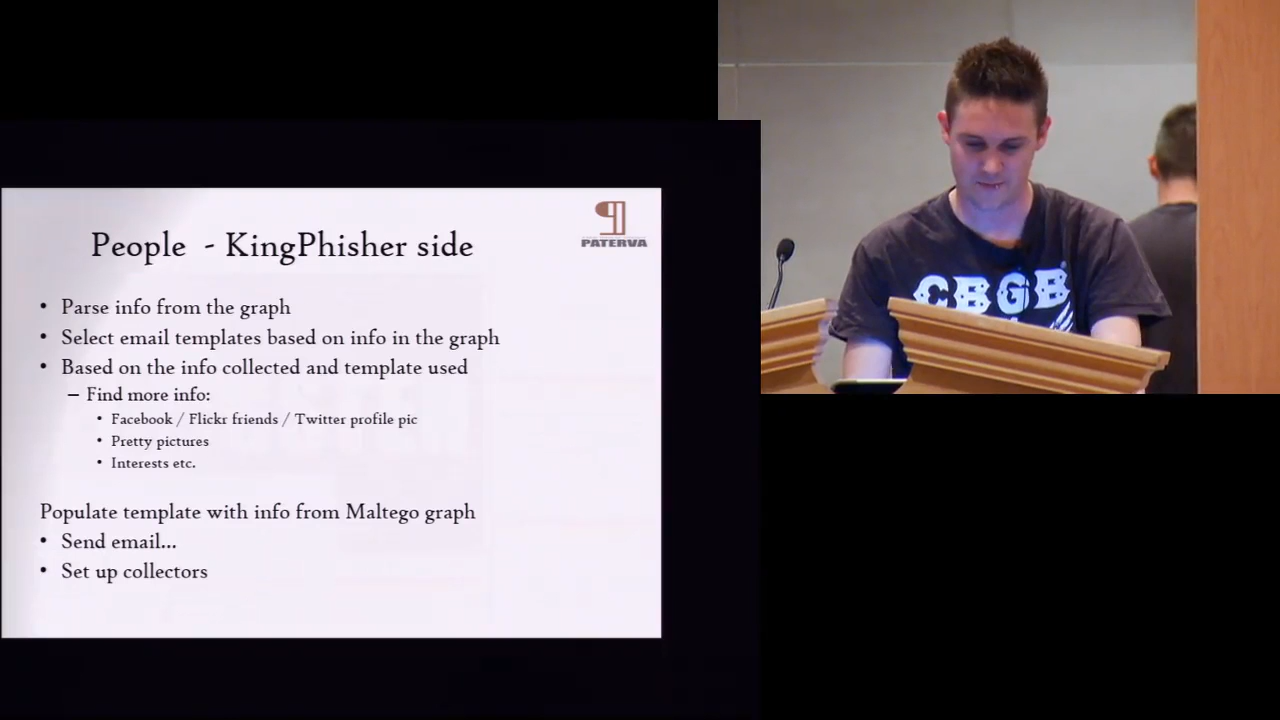 People - KingPhisher side
PATERVA
• Parse info from the graph
• Select email templates based on info in the graph
• Based on the info collected and template used
– Find more info:
• Facebook / Flickr friends / Twitter profile pic
• Pretty pictures
• Interests etc.
Populate template with info from Maltego graph
• Send email...
• Set up collectors
CBGB